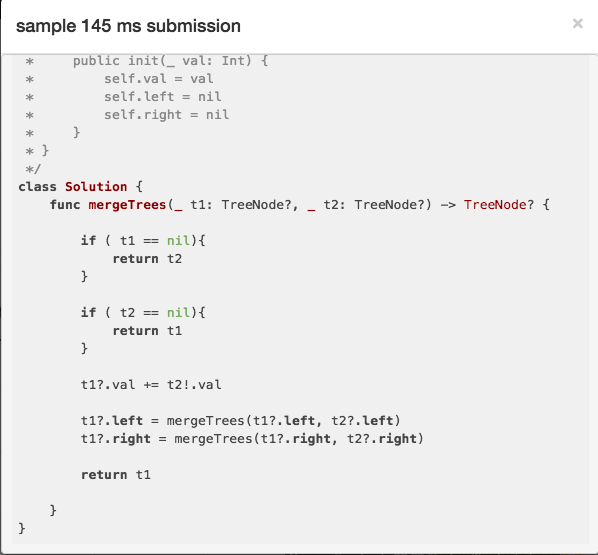 sample 145 ms submission
×
 *     public init(_ val: Int) {
 *         self.val = val
 *         self.left = nil
 *         self.right = nil
 *     }
 * }
 */
class Solution {
    func mergeTrees(_ t1: TreeNode?, _ t2: TreeNode?) -> TreeNode? {
        if ( t1 == nil){
            return t2
        }
        if ( t2 == nil){
            return t1
        }
        t1?.val += t2!.val
        t1?.left = mergeTrees(t1?.left, t2?.left)
        t1?.right = mergeTrees(t1?.right, t2?.right)
        return t1
    }
}